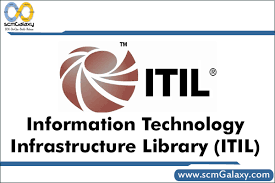 scmGalaxy
TM
ITIL®
Information Technology
Infrastructure Library (ITIL)
www.scmGalaxy.com